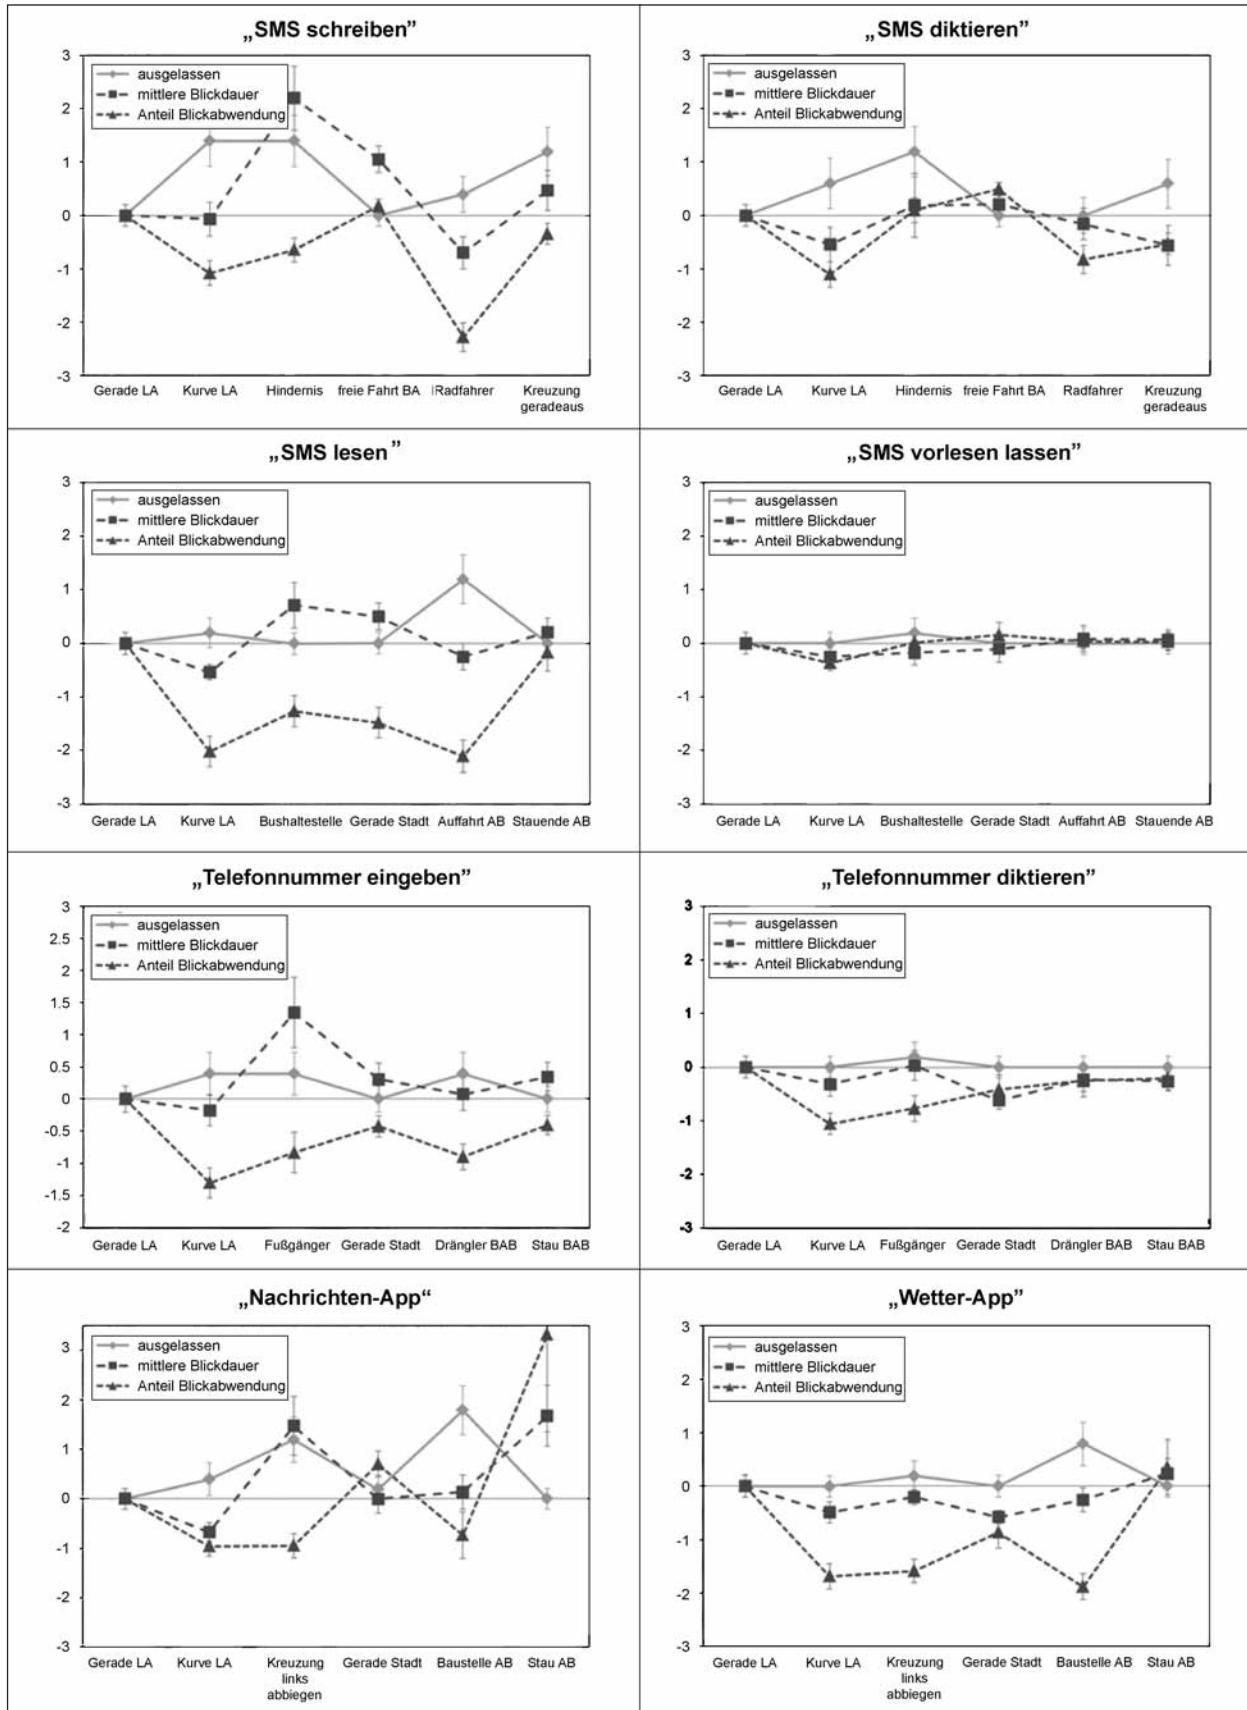 „SMS schreiben”
3
2
1
0
-1
-2
-3
ausgelassen
mittlere Blickdauer
Anteil Blickabwendung
Gerade LA Kurve LA Hindernis freie Fahrt BA Radfahrer Kreuzung
geradeaus
„SMS diktieren”
3
2
1
0
-1
-2
-3
ausgelassen
mittlere Blickdauer
Anteil Blickabwendung
Gerade LA Kurve LA Hindernis freie Fahrt BA Radfahrer Kreuzung
geradeaus
„SMS lesen”
3
2
1
0
-1
-2
-3
ausgelassen
mittlere Blickdauer
Anteil Blickabwendung
Gerade LA Kurve LA Bushaltestelle Gerade Stadt Auffahrt AB Stauende AB
„SMS vorlesen lassen”
3
2
1
0
-1
-2
-3
ausgelassen
mittlere Blickdauer
Anteil Blickabwendung
Gerade LA Kurve LA Bushaltestelle Gerade Stadt Auffahrt AB Stauende AB
„Telefonnummer eingeben”
3
2.5
2
1.5
1
0.5
0
-0.5
-1
-1.5
-2
ausgelassen
mittlere Blickdauer
Anteil Blickabwendung
Gerade LA Kurve LA Fußgänger Gerade Stadt Drängler BAB Stau BAB
„Telefonnummer diktieren”
3
2
1
0
-1
-2
-3
ausgelassen
mittlere Blickdauer
Anteil Blickabwendung
Gerade LA Kurve LA Fußgänger Gerade Stadt Drängler BAB Stau BAB
„Nachrichten-App“
3
2
1
0
-1
-2
-3
ausgelassen
mittlere Blickdauer
Anteil Blickabwendung
Gerade LA Kurve LA Kreuzung Gerade Stadt Baustelle AB Stau AB
links
abbiegen
„Wetter-App”
3
2
1
0
-1
-2
-3
ausgelassen
mittlere Blickdauer
Anteil Blickabwendung
Gerade LA Kurve LA Kreuzung Gerade Stadt Baustelle AB Stau AB
links
abbiegen